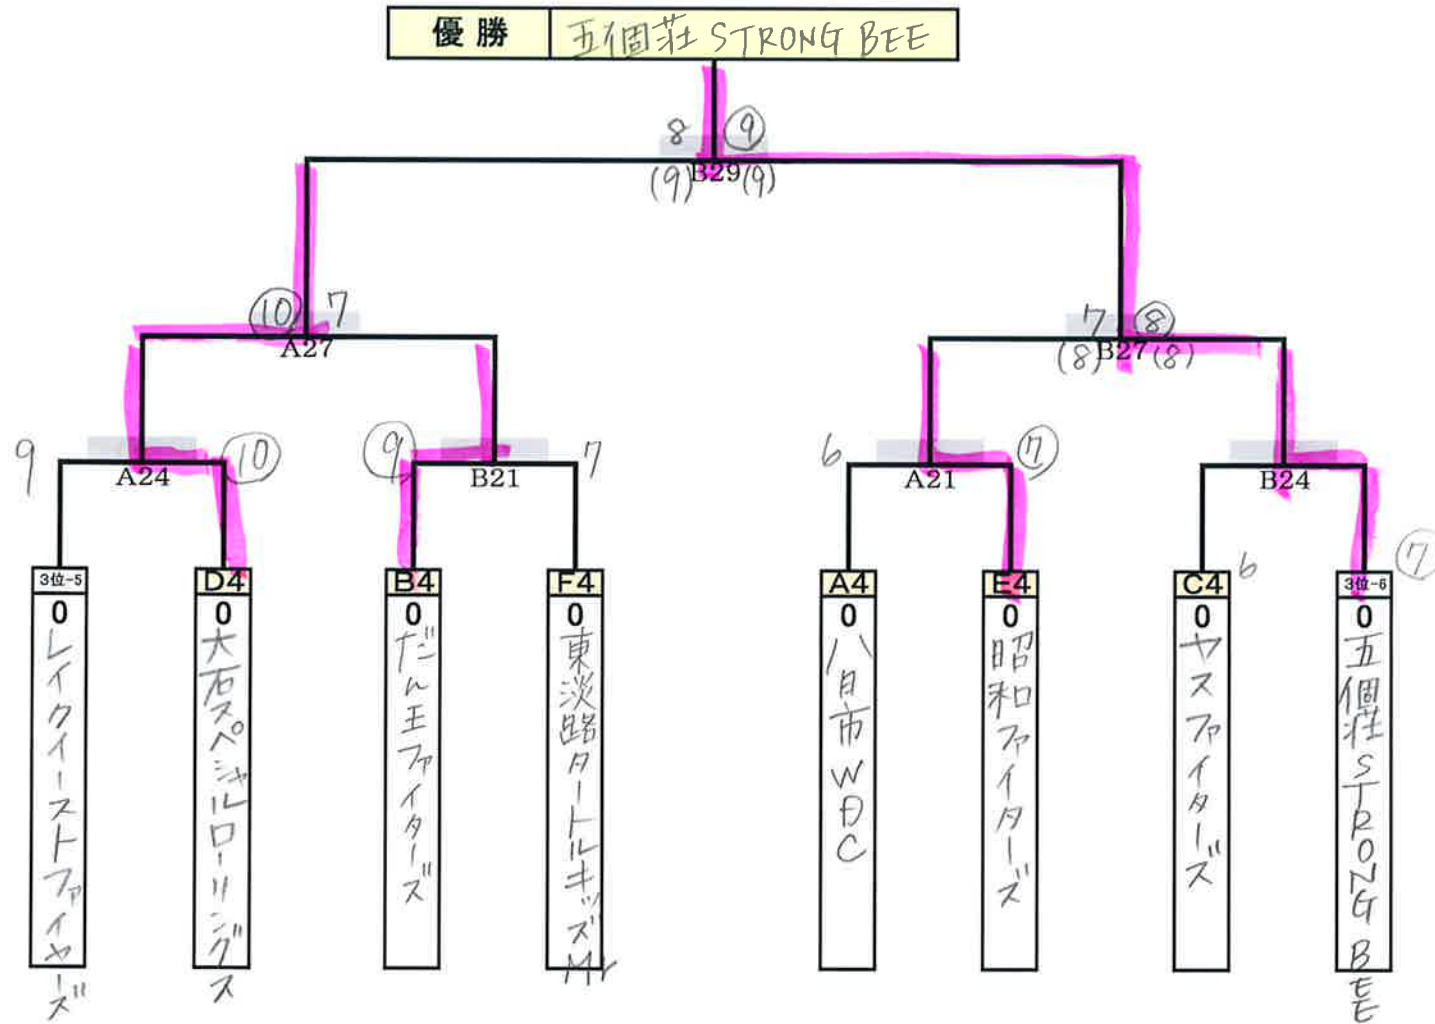 優勝 五個荘 STRONG BEE
8 ⑨
(9) B29 (9)
⑩ 7
A27
7 ⑧
(8) B27 (8)
9 A24 ⑩
⑨ B21 7
6 A21 ⑦
B24
6 ⑦
3位-5
0
レイクイーストファイヤーズ
D4
0
大石スペシャルローリングス
B4
0
だん王ファイターズ
F4
0
東淡路タートルキッズMr
A4
0
八日市WDC
E4
0
昭和ファイターズ
C4
0
ヤスファイターズ
3位-6
0
五個荘STRONG BEE